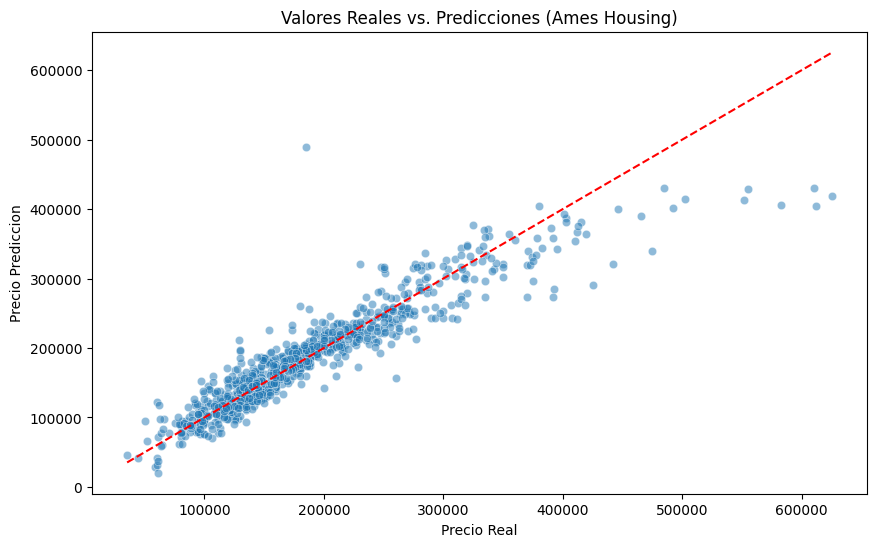 Valores Reales vs. Predicciones (Ames Housing)
600000
500000
400000
300000
200000
100000
0
Precio Prediccion
100000 200000 300000 400000 500000 600000
Precio Real